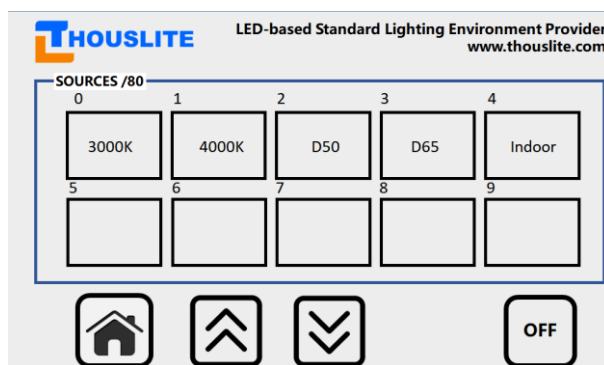 THOUSLITE
LED-based Standard Lighting Environment Provider
www.thouslite.com
SOURCES /80
0 1 2 3 4
3000K 4000K D50 D65 Indoor
5 6 7 8 9
OFF